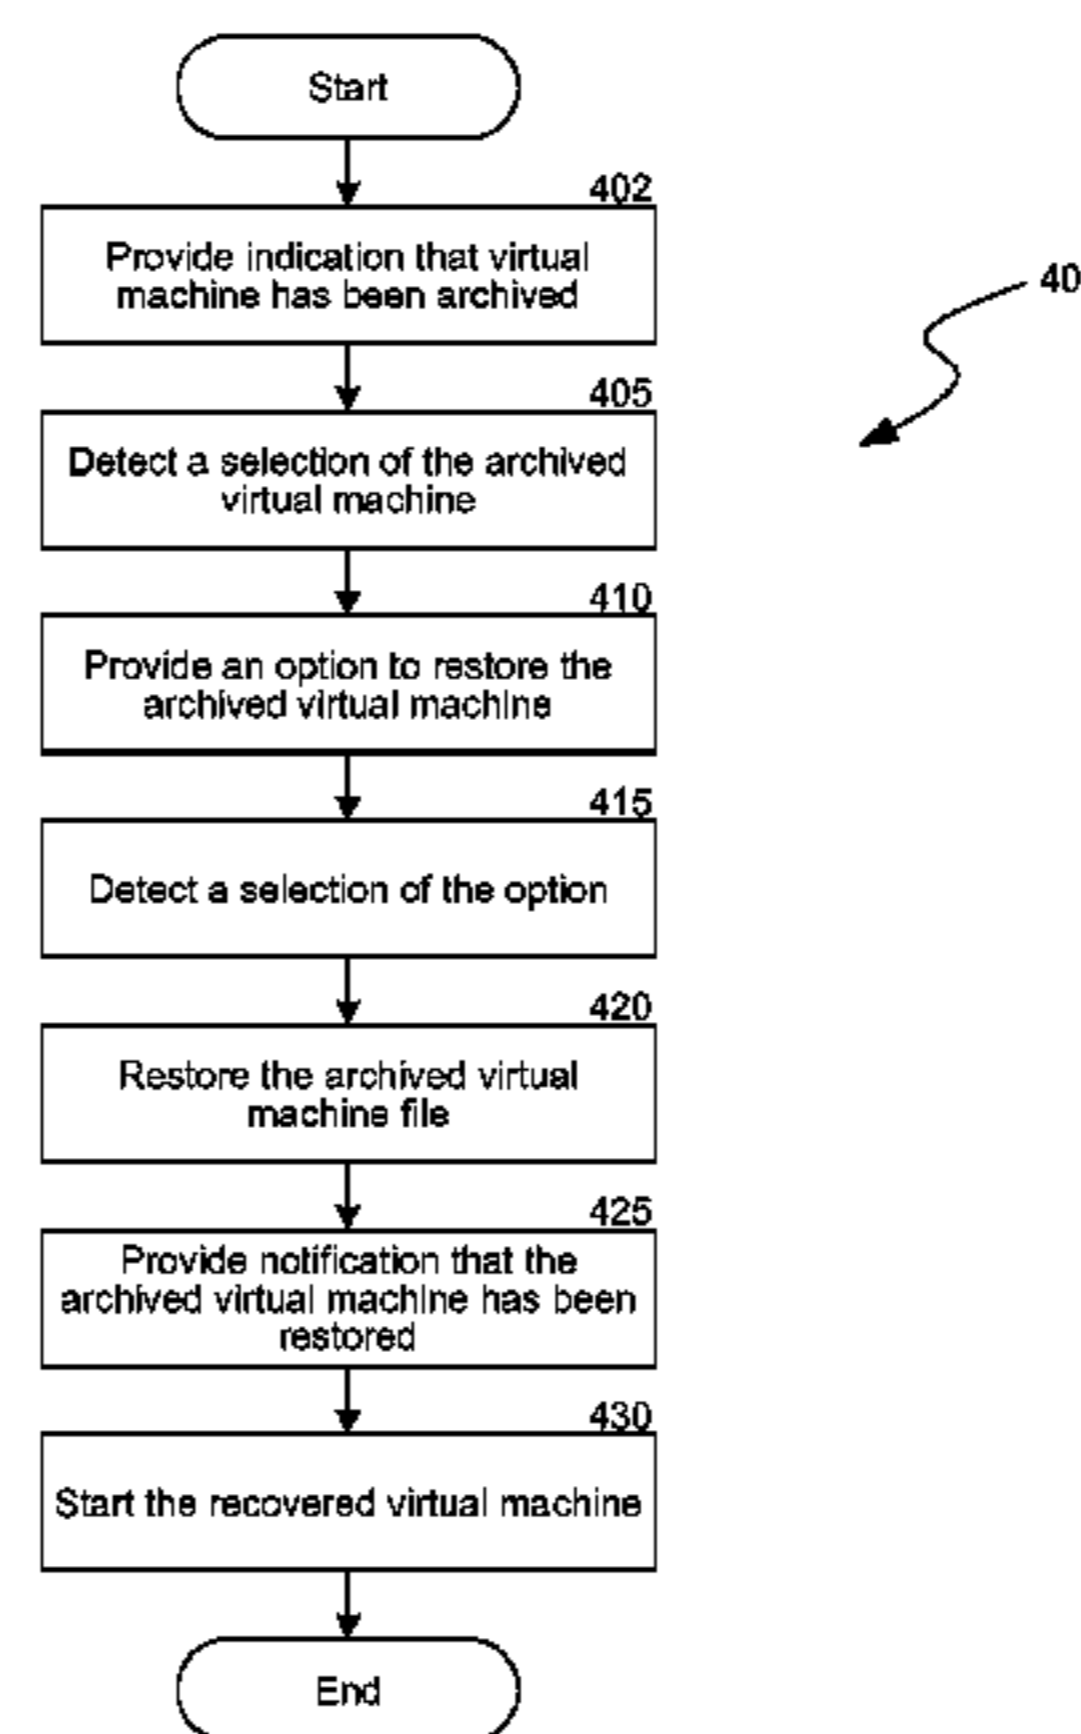 Start
402
Provide indication that virtual
machine has been archived
40
405
Detect a selection of the archived
virtual machine
410
Provide an option to restore the
archived virtual machine
415
Detect a selection of the option
420
Restore the archived virtual
machine file
425
Provide notification that the
archived virtual machine has been
restored
430
Start the recovered virtual machine
End